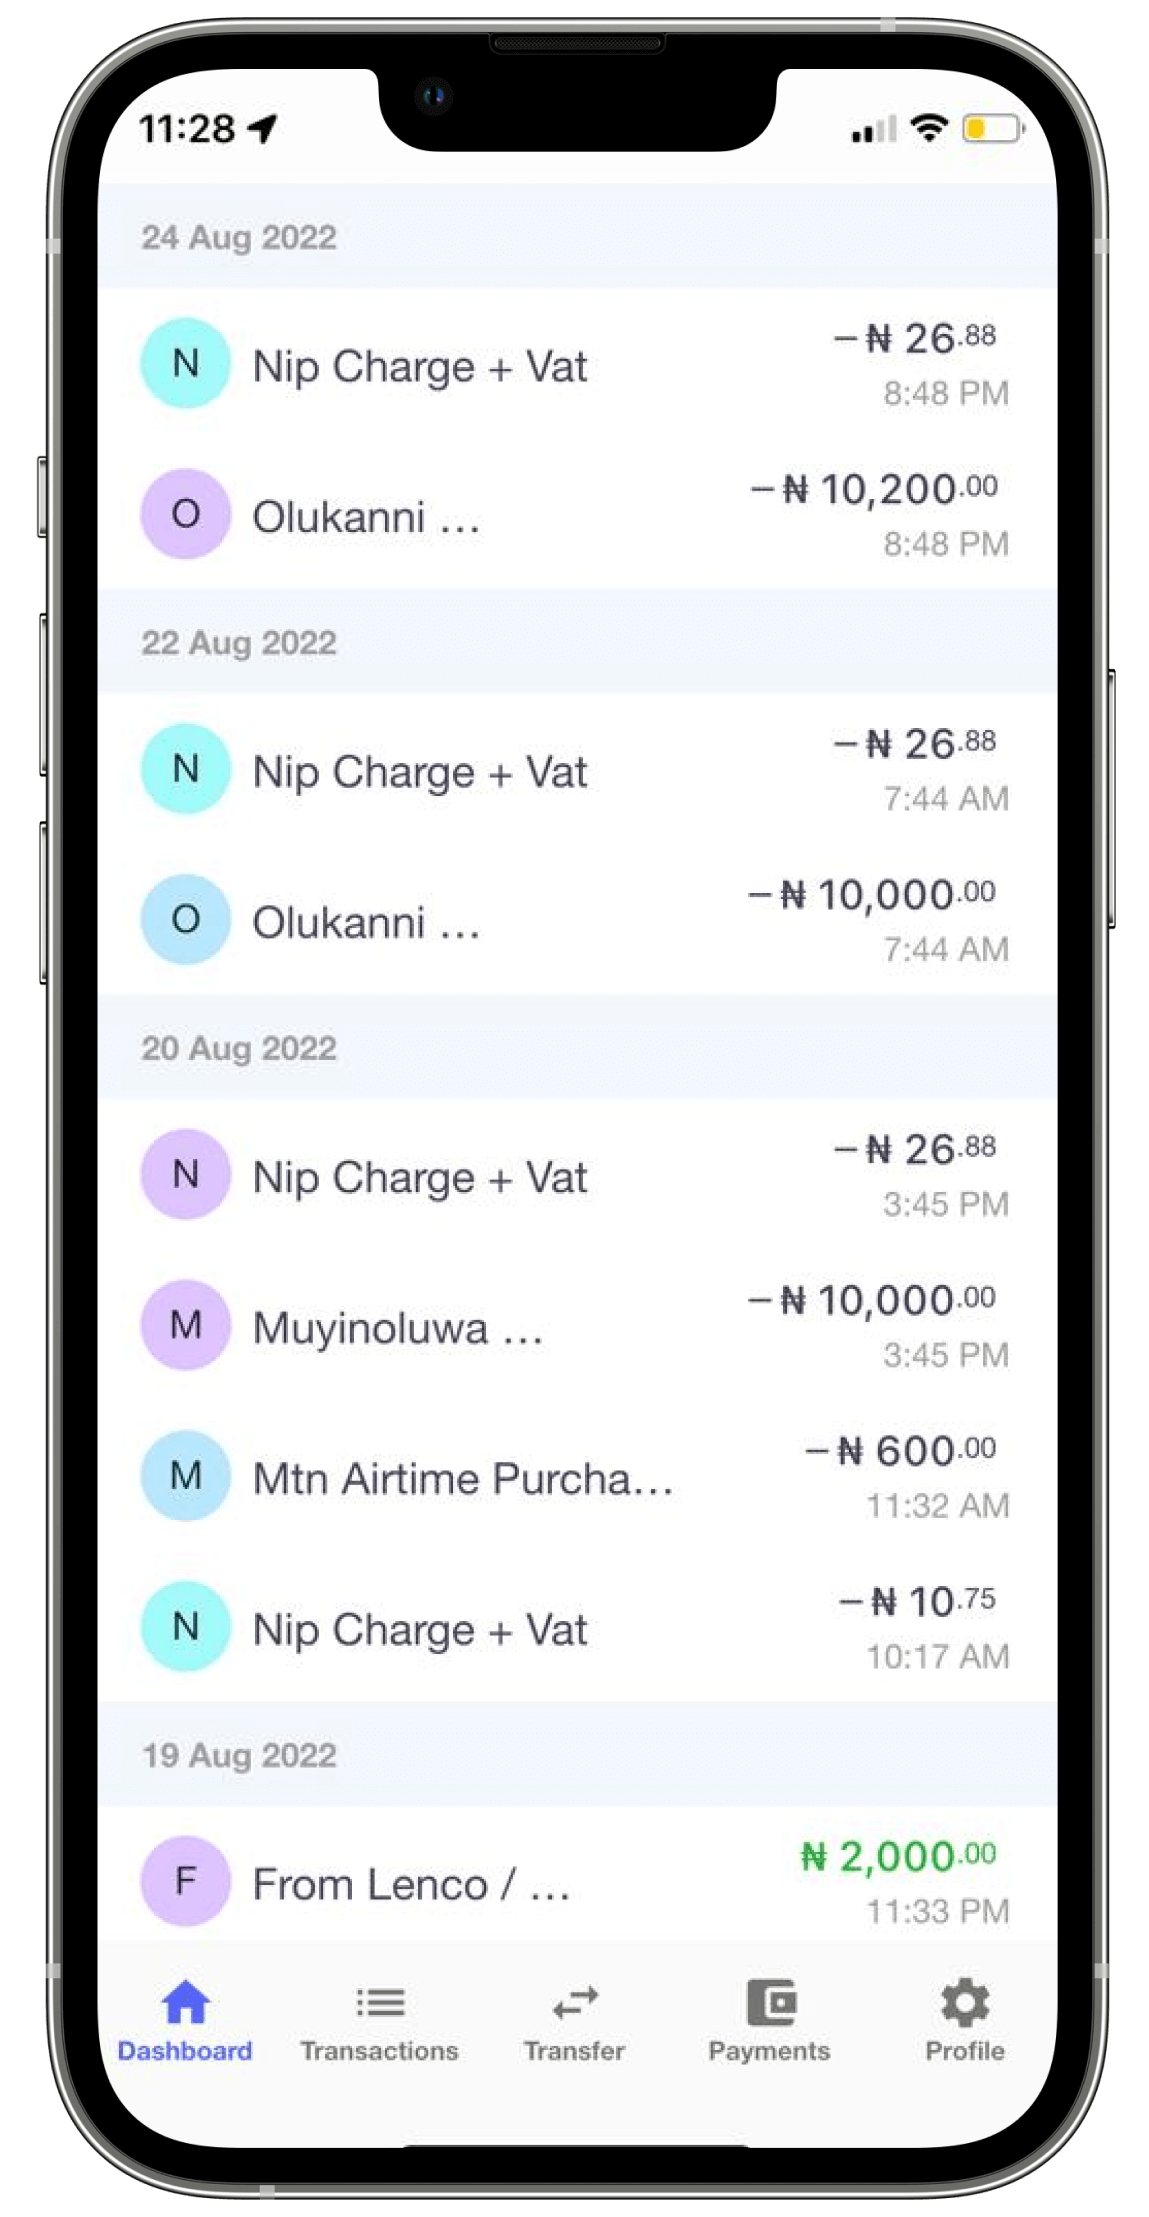 11:28
24 Aug 2022
N Nip Charge + Vat –₦ 26.88
8:48 PM
O Olukanni ... –₦ 10,200.00
8:48 PM
22 Aug 2022
N Nip Charge + Vat –₦ 26.88
7:44 AM
O Olukanni ... –₦ 10,000.00
7:44 AM
20 Aug 2022
N Nip Charge + Vat –₦ 26.88
3:45 PM
M Muyinoluwa ... –₦ 10,000.00
3:45 PM
M Mtn Airtime Purcha... –₦ 600.00
11:32 AM
N Nip Charge + Vat –₦ 10.75
10:17 AM
19 Aug 2022
F From Lenco / ... ₦ 2,000.00
11:33 PM
Dashboard Transactions Transfer Payments Profile